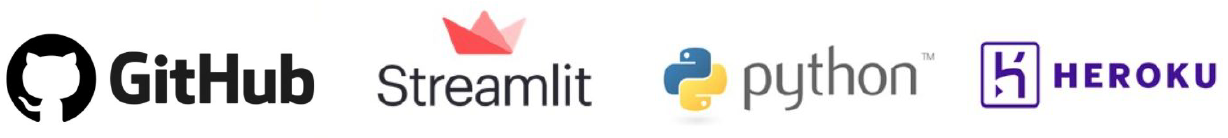 GitHub
Streamlit
python™
HEROKU